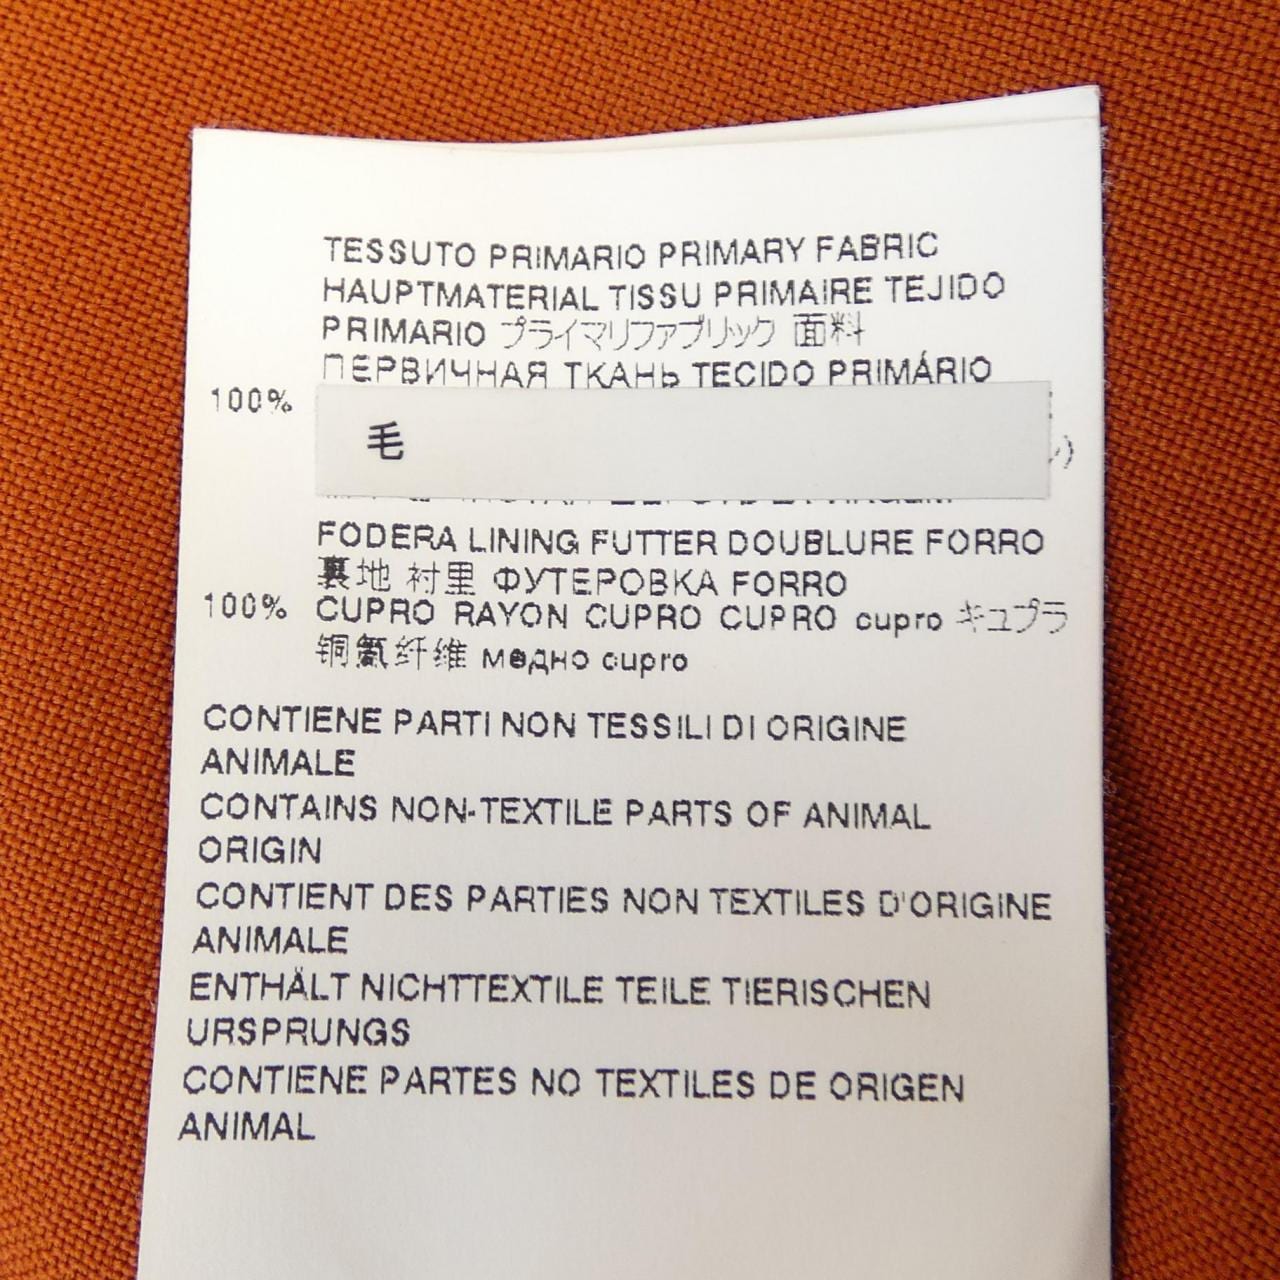 TESSUTO PRIMARIO PRIMARY FABRIC
HAUPTMATERIAL TISSU PRIMAIRE TEJIDO
PRIMARIO プライマリファブリック 面料
ПЕРВИЧНАЯ ТКАНЬ TECIDO PRIMÁRIO
100% 毛
FODERA LINING FUTTER DOUBLURE FORRO
裏地 衬里 ФУТЕРОВКА FORRO
100% CUPRO RAYON CUPRO CUPRO cupro キュプラ
铜氨纤维 медно cupro
CONTIENE PARTI NON TESSILI DI ORIGINE
ANIMALE
CONTAINS NON-TEXTILE PARTS OF ANIMAL
ORIGIN
CONTIENT DES PARTIES NON TEXTILES D'ORIGINE
ANIMALE
ENTHÄLT NICHTTEXTILE TEILE TIERISCHEN
URSPRUNGS
CONTIENE PARTES NO TEXTILES DE ORIGEN
ANIMAL